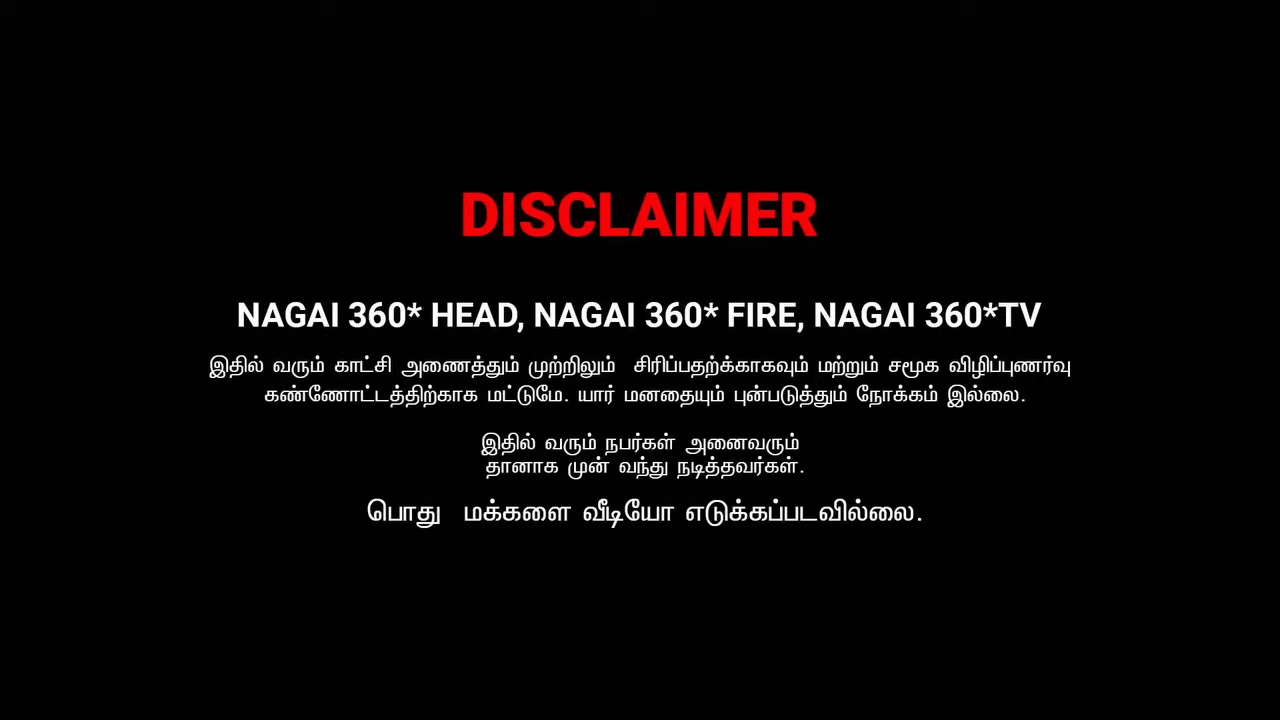 DISCLAIMER
NAGAI 360* HEAD, NAGAI 360* FIRE, NAGAI 360*TV
இதில் வரும் காட்சி அணைத்தும் முற்றிலும் சிரிப்பதற்க்காகவும் மற்றும் சமூக விழிப்புணர்வு
கண்ணோட்டத்திற்காக மட்டுமே. யார் மனதையும் புன்படுத்தும் நோக்கம் இல்லை.
இதில் வரும் நபர்கள் அனைவரும்
தானாக முன் வந்து நடித்தவர்கள்.
பொது மக்களை வீடியோ எடுக்கப்படவில்லை.